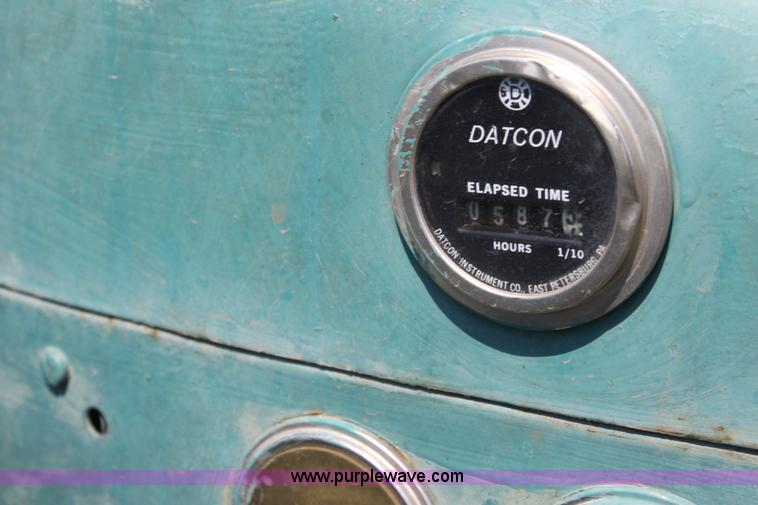 D
DATCON
ELAPSED TIME
0587
HOURS 1/10
DATCON INSTRUMENT CO., EAST PETERSBURG, PA
www.purplewave.com